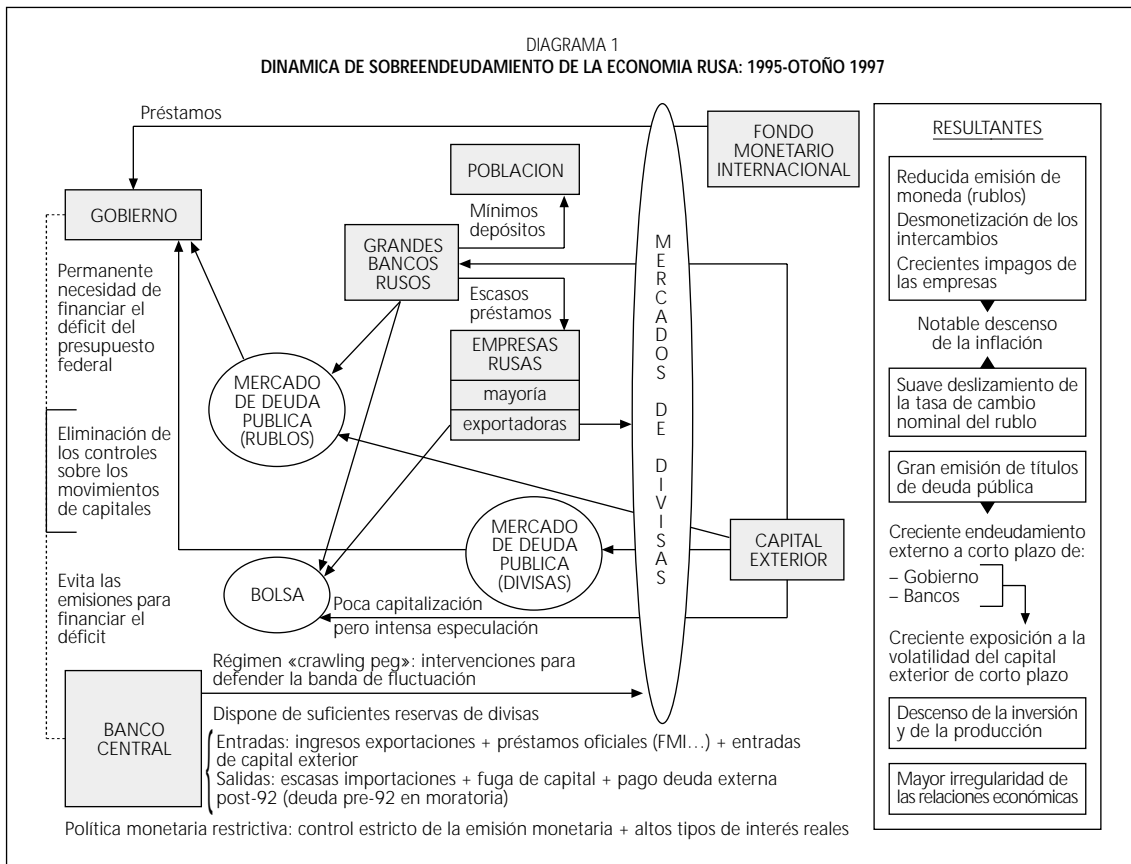 DIAGRAMA 1
DINAMICA DE SOBREENDEUDAMIENTO DE LA ECONOMIA RUSA: 1995-OTOÑO 1997
Préstamos
FONDO
MONETARIO
INTERNACIONAL
POBLACION
GOBIERNO
Mínimos
depósitos
GRANDES
BANCOS
RUSOS
Escasos
préstamos
EMPRESAS
RUSAS
mayoría
exportadoras
Permanente
necesidad de
financiar el
déficit del
presupuesto
federal
MERCADO
DE DEUDA
PUBLICA
(RUBLOS)
Eliminación de
los controles
sobre los
movimientos
de capitales
MERCADO
DE DEUDA
PUBLICA
(DIVISAS)
MERCADOS DE DIVISAS
CAPITAL
EXTERIOR
BOLSA
Poca capitalización
pero intensa especulación
Evita las
emisiones para
financiar el
déficit
BANCO
CENTRAL
Régimen «crawling peg»: intervenciones para
defender la banda de fluctuación
Dispone de suficientes reservas de divisas
Entradas: ingresos exportaciones + préstamos oficiales (FMI...) + entradas
de capital exterior
Salidas: escasas importaciones + fuga de capital + pago deuda externa
post-92 (deuda pre-92 en moratoria)
Política monetaria restrictiva: control estricto de la emisión monetaria + altos tipos de interés reales
RESULTANTES
Reducida emisión de
moneda (rublos)
Desmonetización de los
intercambios
Crecientes impagos de
las empresas
Notable descenso
de la inflación
Suave deslizamiento de
la tasa de cambio
nominal del rublo
Gran emisión de títulos
de deuda pública
Creciente endeudamiento
externo a corto plazo de:
– Gobierno
– Bancos
Creciente exposición a la
volatilidad del capital
exterior de corto plazo
Descenso de la inversión
y de la producción
Mayor irregularidad de
las relaciones económicas